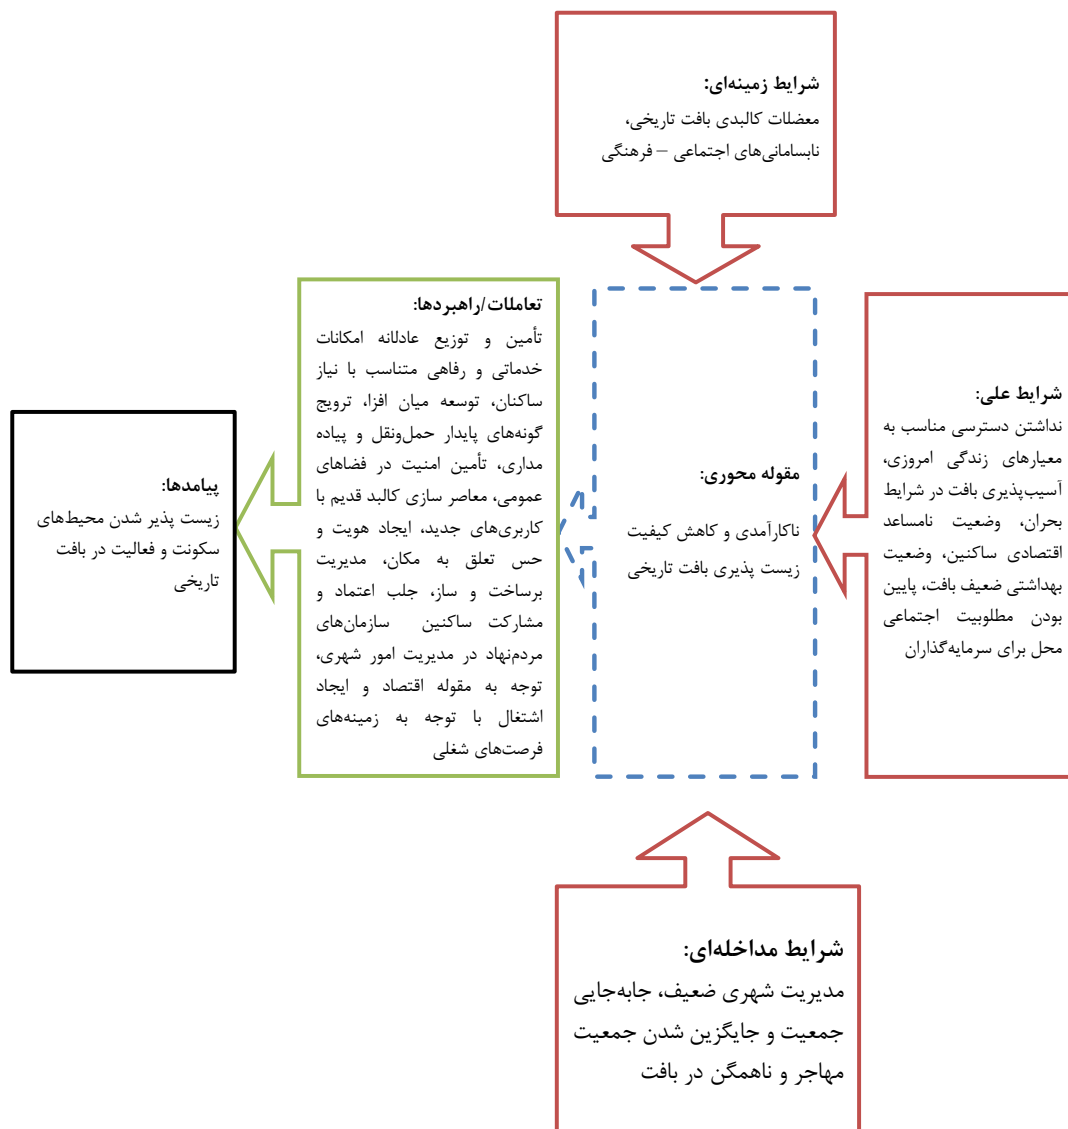 شرایط زمینه‌ای:
معضلات کالبدی بافت تاریخی،
نابسامانی‌های اجتماعی – فرهنگی
شرایط علی:
نداشتن دسترسی مناسب به
معیارهای زندگی امروزی،
آسیب‌پذیری بافت در شرایط
بحران، وضعیت نامساعد
اقتصادی ساکنین، وضعیت
بهداشتی ضعیف بافت، پایین
بودن مطلوبیت اجتماعی
محل برای سرمایه‌گذاران
مقوله محوری:
ناکارآمدی و کاهش کیفیت
زیست پذیری بافت تاریخی
تعاملات/راهبردها:
تأمین و توزیع عادلانه امکانات
خدماتی و رفاهی متناسب با نیاز
ساکنان، توسعه میان افزا، ترویج
گونه‌های پایدار حمل‌ونقل و پیاده
مداری، تأمین امنیت در فضاهای
عمومی، معاصر سازی کالبد قدیم با
کاربری‌های جدید، ایجاد هویت و
حس تعلق به مکان، مدیریت
برساخت و ساز، جلب اعتماد و
مشارکت ساکنین سازمان‌های
مردم‌نهاد در مدیریت امور شهری،
توجه به مقوله اقتصاد و ایجاد
اشتغال با توجه به زمینه‌های
فرصت‌های شغلی
پیامدها:
زیست پذیر شدن محیط‌های
سکونت و فعالیت در بافت
تاریخی
شرایط مداخله‌ای:
مدیریت شهری ضعیف، جابه‌جایی
جمعیت و جایگزین شدن جمعیت
مهاجر و ناهمگن در بافت